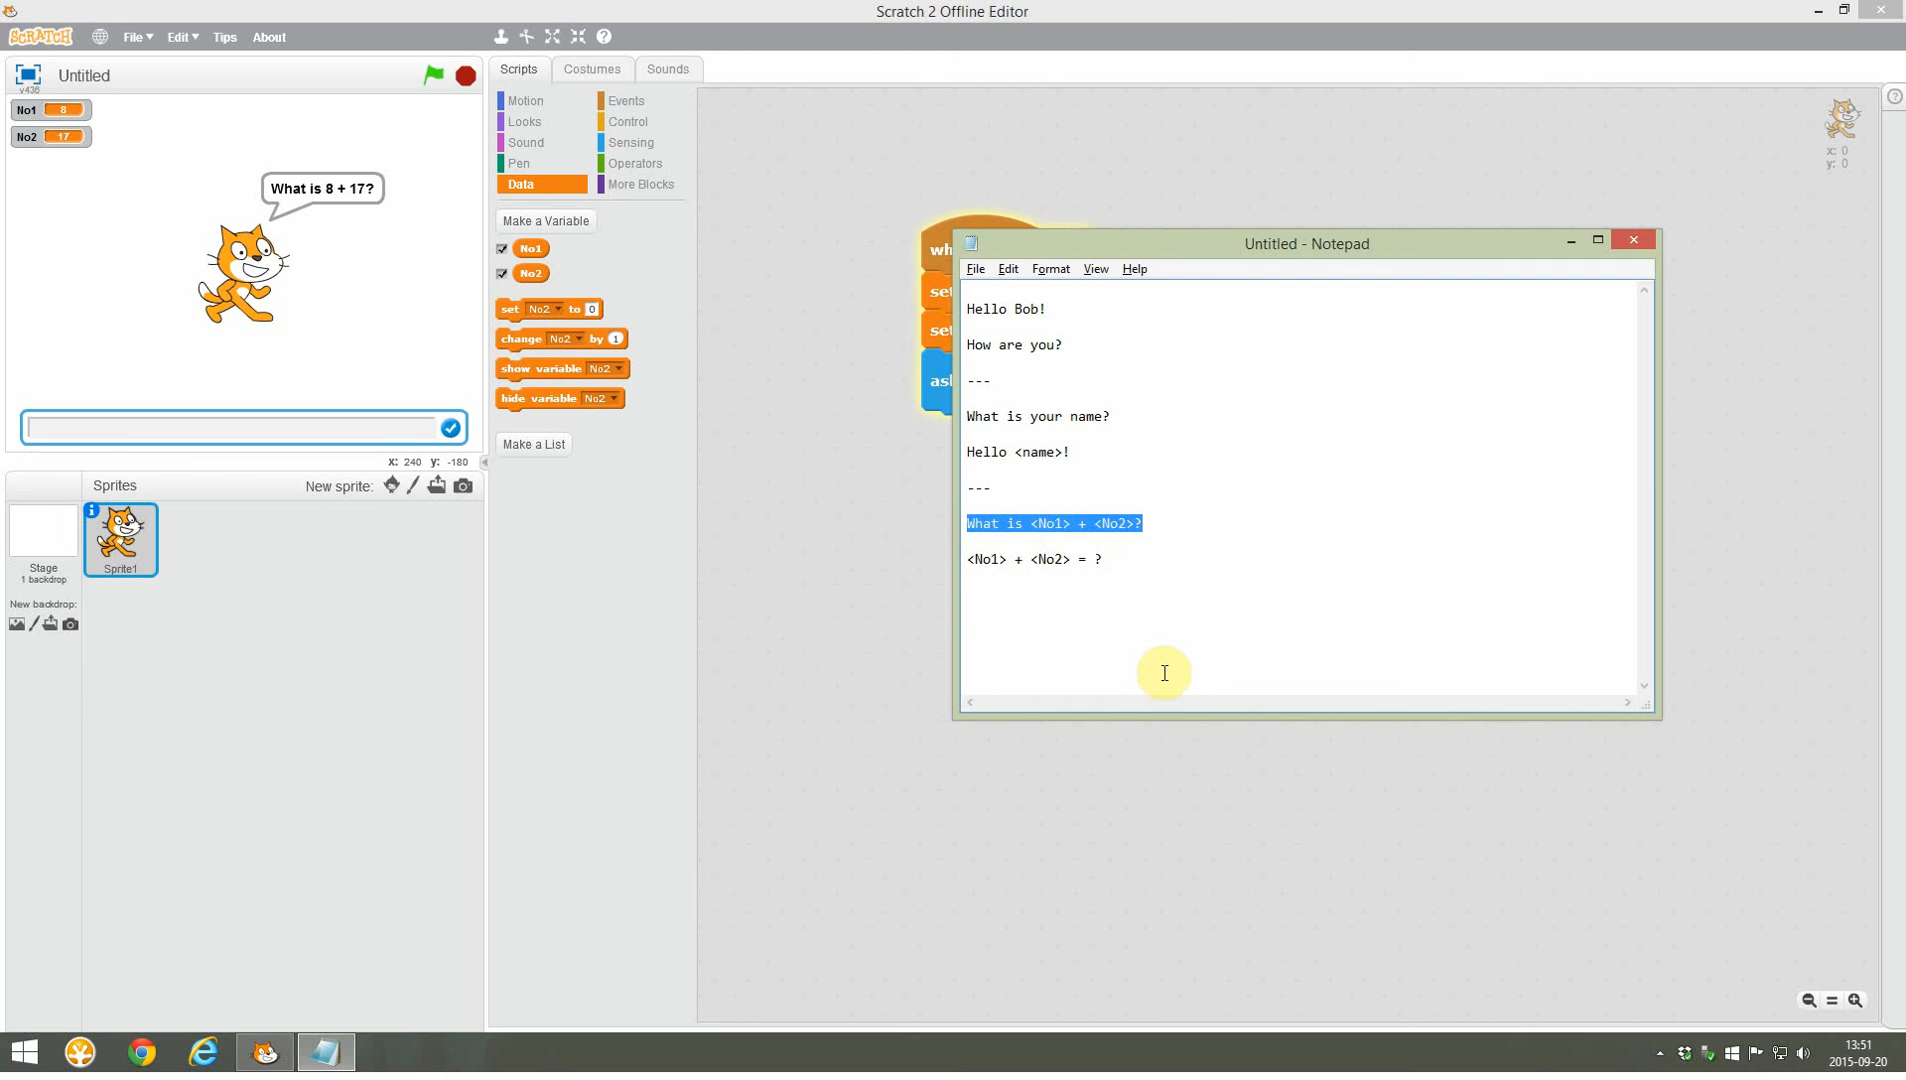 Scratch 2 Offline Editor
SCRATCH
File
Edit
Tips
About
v436
Untitled
No1 8
No2 17
What is 8 + 17?
x: 240 y: -180
Sprites
New sprite:
Stage
1 backdrop
New backdrop:
Sprite1
Scripts
Costumes
Sounds
Motion
Looks
Sound
Pen
Data
Events
Control
Sensing
Operators
More Blocks
Make a Variable
No1
No2
set No2 to 0
change No2 by 1
show variable No2
hide variable No2
Make a List
x: 0
y: 0
Untitled - Notepad
File Edit Format View Help
Hello Bob!
How are you?
---
What is your name?
Hello <name>!
---
What is <No1> + <No2>?
<No1> + <No2> = ?
13:51
2015-09-20